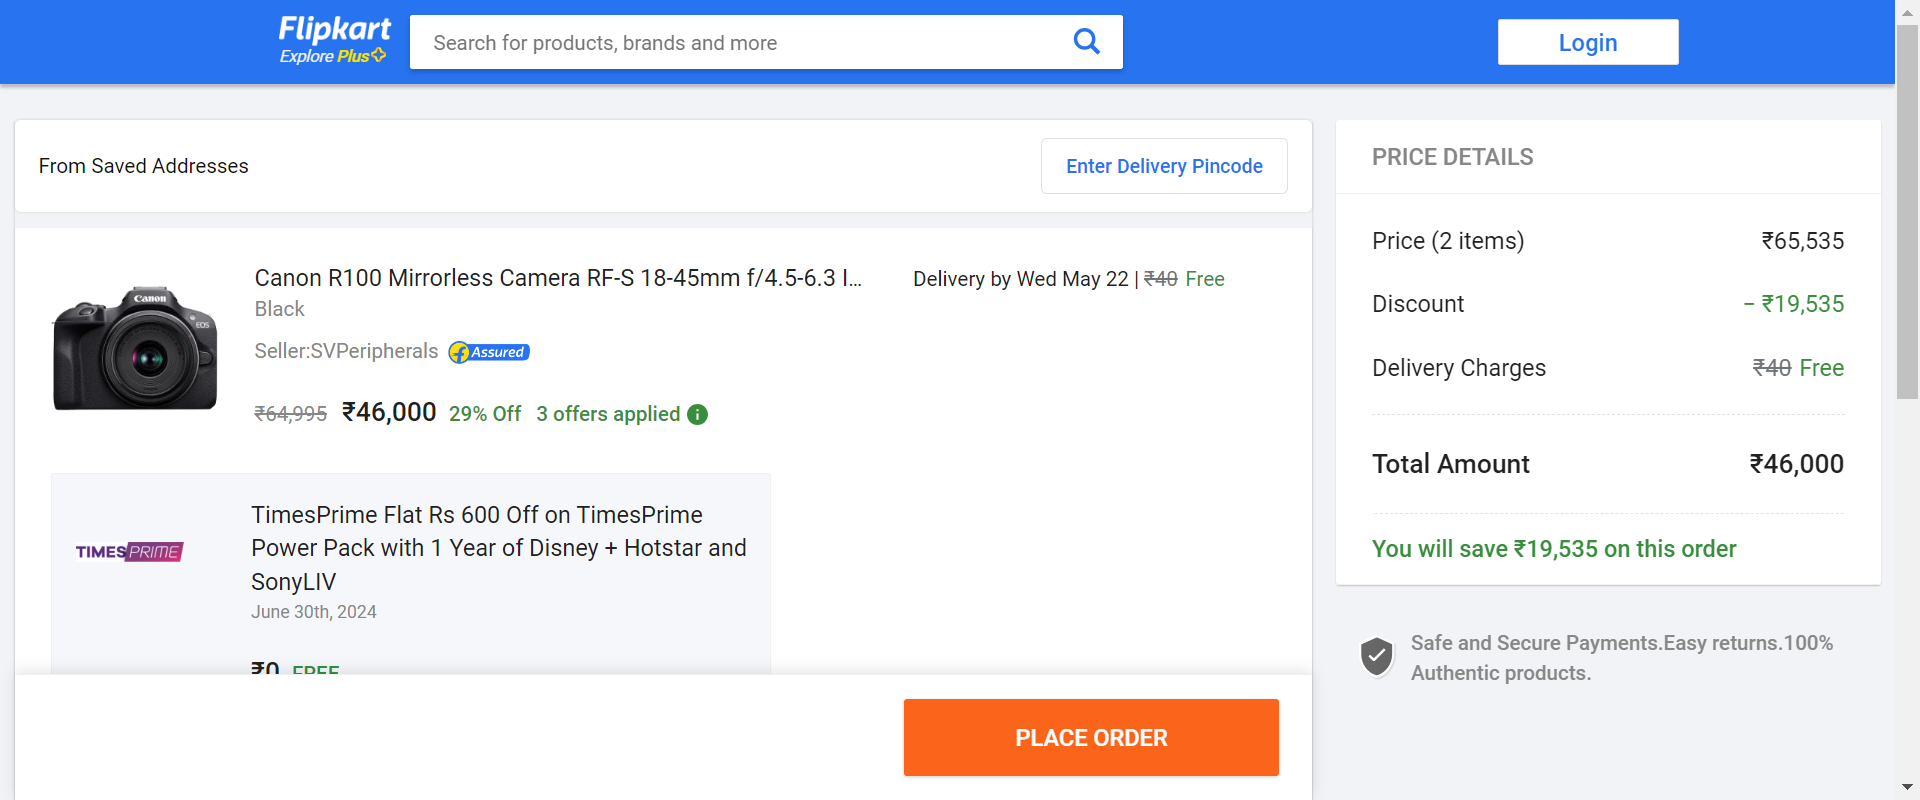 Flipkart
Explore Plus
Search for products, brands and more
Login
From Saved Addresses
Enter Delivery Pincode
Canon R100 Mirrorless Camera RF-S 18-45mm f/4.5-6.3 I...
Black
Seller:SVPeripherals
Assured
₹64,995 ₹46,000 29% Off 3 offers applied
Delivery by Wed May 22 | ₹40 Free
Canon
EOS
TIMESPRIME
TimesPrime Flat Rs 600 Off on TimesPrime
Power Pack with 1 Year of Disney + Hotstar and
SonyLIV
June 30th, 2024
₹0 FREE
PLACE ORDER
PRICE DETAILS
Price (2 items) ₹65,535
Discount − ₹19,535
Delivery Charges ₹40 Free
Total Amount ₹46,000
You will save ₹19,535 on this order
Safe and Secure Payments.Easy returns.100%
Authentic products.